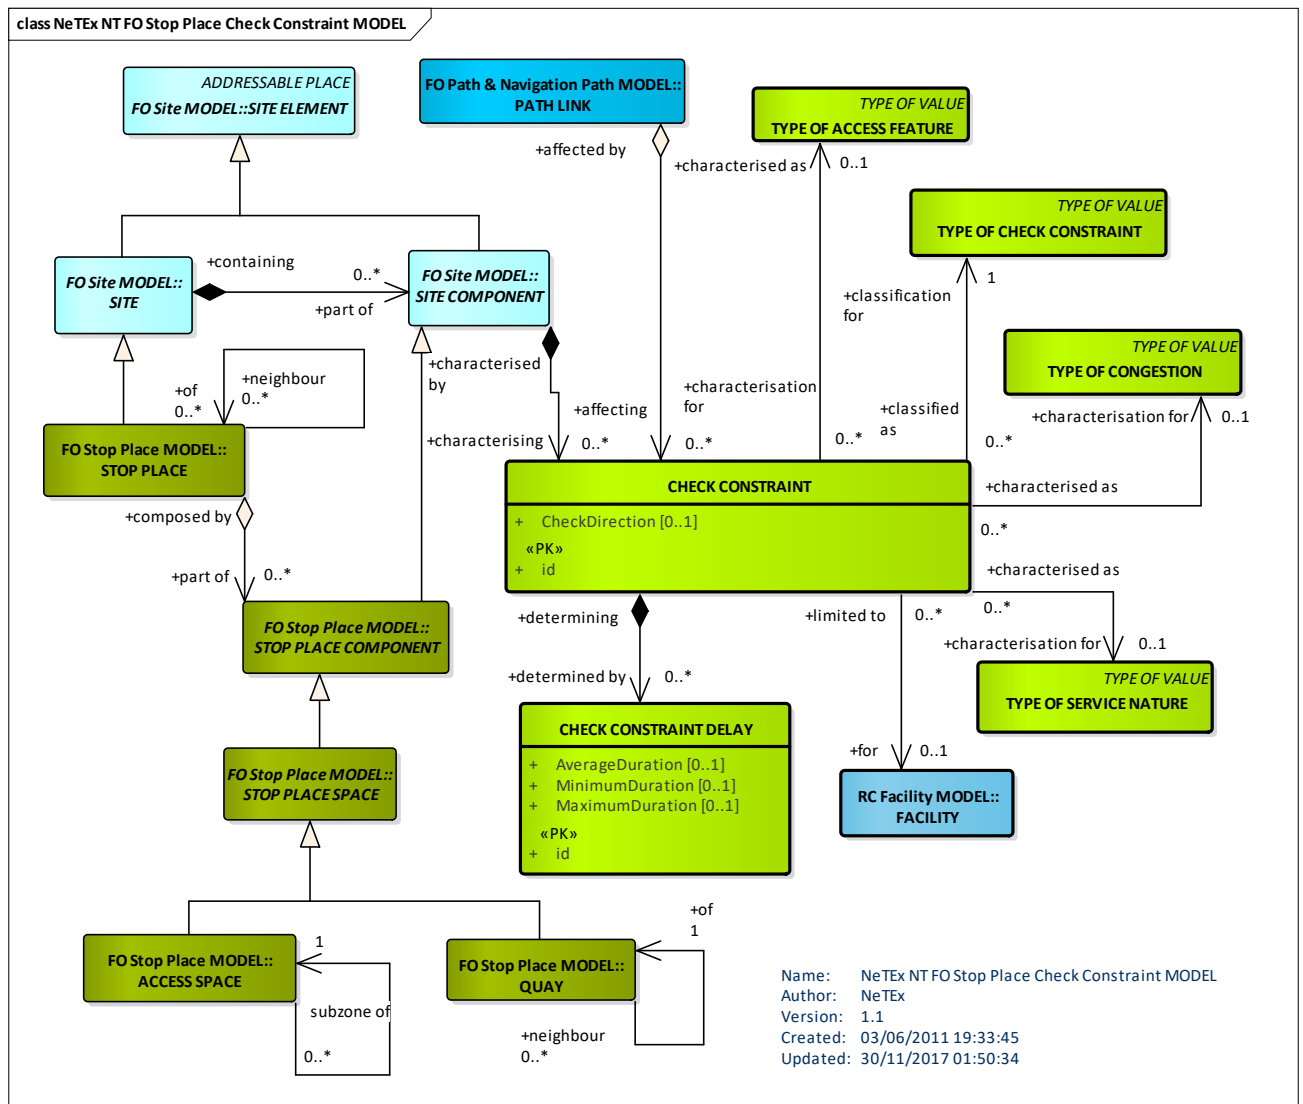 class NeTEx NT FO Stop Place Check Constraint MODEL
ADDRESSABLE PLACE
FO Site MODEL::SITE ELEMENT
FO Path & Navigation Path MODEL::
PATH LINK
TYPE OF VALUE
TYPE OF ACCESS FEATURE
+affected by
+characterised as
0..1
TYPE OF VALUE
TYPE OF CHECK CONSTRAINT
FO Site MODEL::
SITE
+containing
0..*
+part of
FO Site MODEL::
SITE COMPONENT
1
+classification
for
TYPE OF VALUE
TYPE OF CONGESTION
+characterised
by
+neighbour
0..*
+of
0..*
+characterisation
for
+characterisation for
0..1
+classified
as
+affecting
+characterising
0..*
0..*
0..*
0..*
FO Stop Place MODEL::
STOP PLACE
CHECK CONSTRAINT
+ CheckDirection [0..1]
«PK»
+ id
+characterised as
0..*
+composed by
+part of
0..*
+characterised as
0..*
+determining
+limited to
0..*
FO Stop Place MODEL::
STOP PLACE COMPONENT
+characterisation for
0..1
TYPE OF VALUE
TYPE OF SERVICE NATURE
+determined by
0..*
CHECK CONSTRAINT DELAY
+ AverageDuration [0..1]
+ MinimumDuration [0..1]
+ MaximumDuration [0..1]
«PK»
+ id
+for
0..1
FO Stop Place MODEL::
STOP PLACE SPACE
RC Facility MODEL::
FACILITY
+of
1
FO Stop Place MODEL::
ACCESS SPACE
1
subzone of
0..*
FO Stop Place MODEL::
QUAY
+neighbour
0..*
Name: NeTEx NT FO Stop Place Check Constraint MODEL
Author: NeTEx
Version: 1.1
Created: 03/06/2011 19:33:45
Updated: 30/11/2017 01:50:34